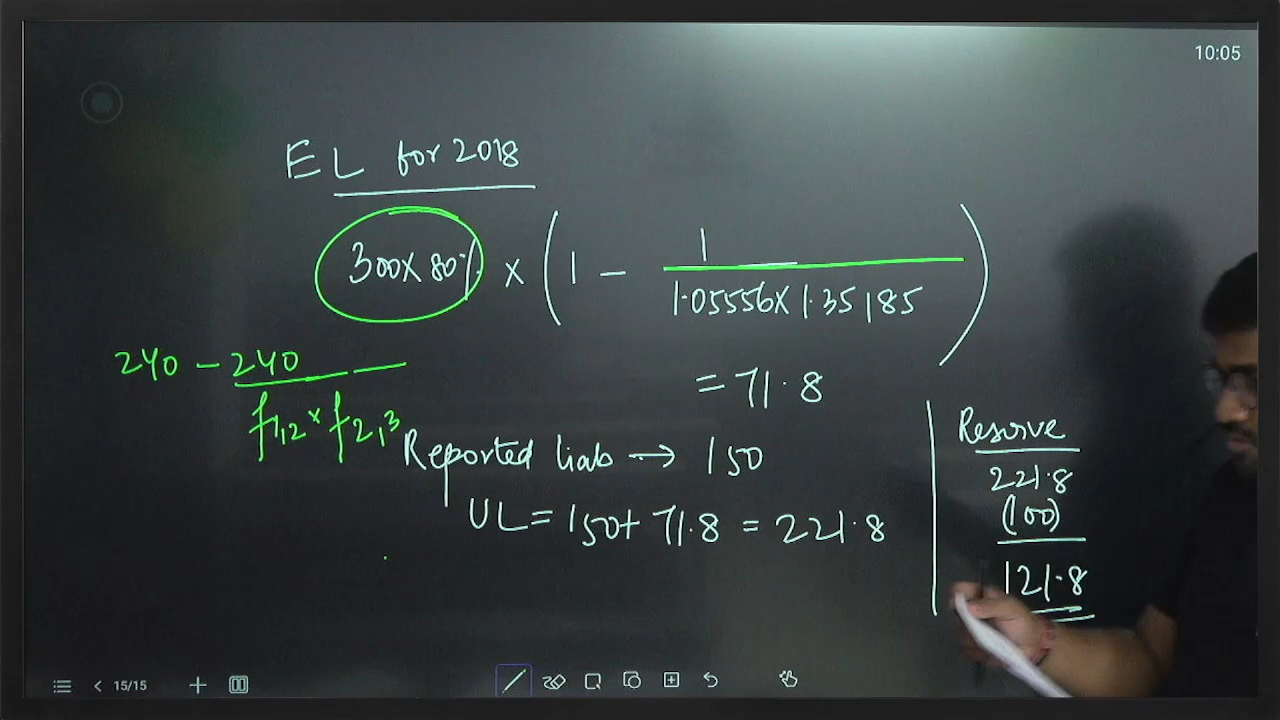 10:05
EL for 2018
300 × 80% × (1 - 1 / 1.05556 × 1.35185)
240 - 240 / f1,2 × f2,3
= 71.8
Reported liab → 150
UL = 150 + 71.8 = 221.8
Reserve
221.8
(100)
121.8
15/15